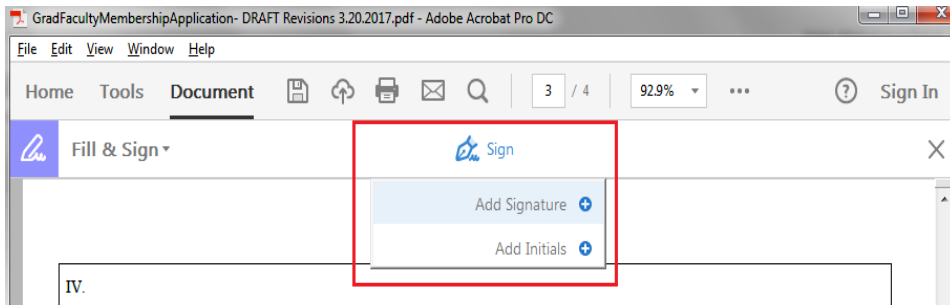 GradFacultyMembershipApplication- DRAFT Revisions 3.20.2017.pdf - Adobe Acrobat Pro DC
File Edit View Window Help
Home Tools Document 3 / 4 92.9% ? Sign In
Fill & Sign Sign
Add Signature
Add Initials
IV.